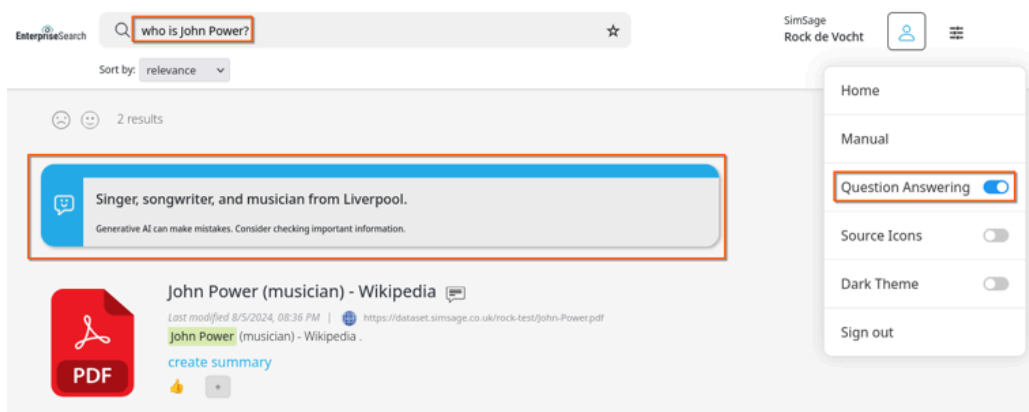 EnterpriseSearch
who is John Power?
SimSage
Rock de Vocht
Sort by: relevance
Home
2 results
Manual
Singer, songwriter, and musician from Liverpool.
Generative AI can make mistakes. Consider checking important information.
Question Answering
Source Icons
Dark Theme
Sign out
John Power (musician) - Wikipedia
Last modified 8/5/2024, 08:36 PM | https://dataset.simsage.co.uk/rock-test/John-Power.pdf
John Power (musician) - Wikipedia .
create summary
PDF
+